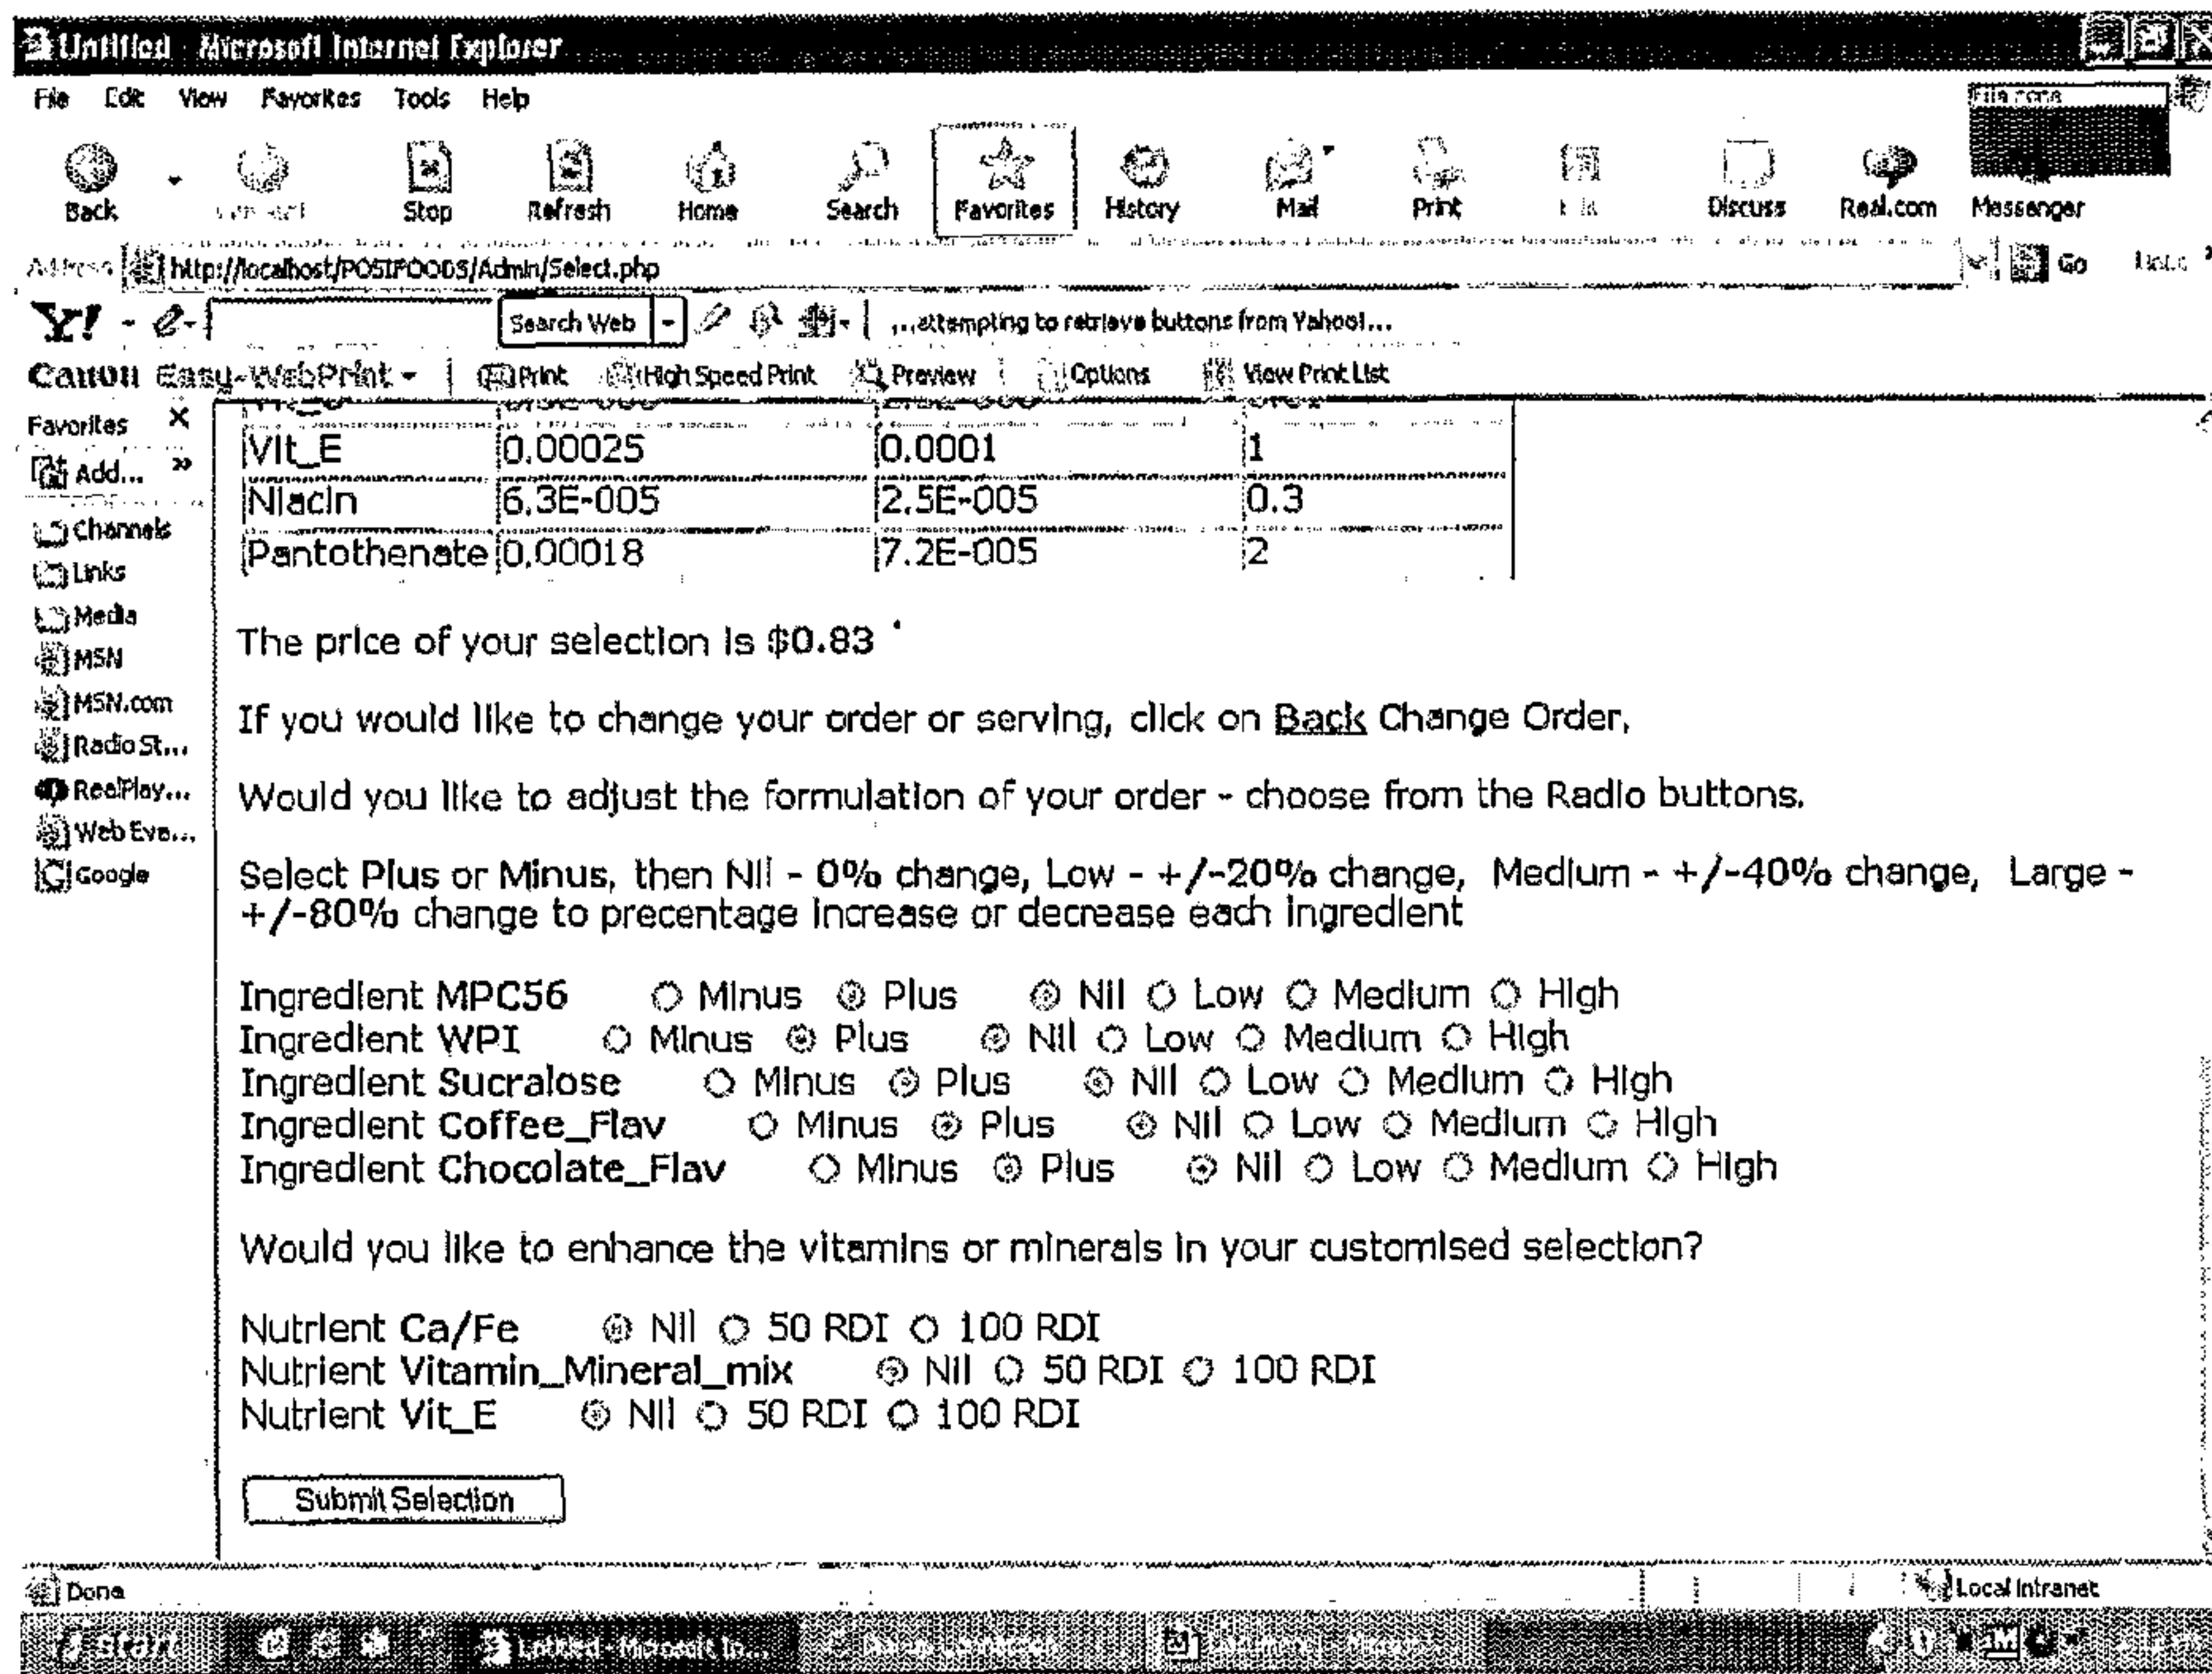 Untitled - Microsoft Internet Explorer
File Edit View Favorites Tools Help
Back Stop Refresh Home Search Favorites History Mail Print Discuss Real.com Messenger
Address http://localhost/POSIFOODS/Admin/Select.php Go Links »
Y! Search Web ...attempting to retrieve buttons from Yahoo!...
Canon Easy-WebPrint Print High Speed Print Preview Options View Print List
Favorites ×
Add... »
Channels
Links
Media
MSN
MSN.com
Radio St...
RealPlay...
Web Eve...
Google
Vit_E 0.00025 0.0001 1
Niacin 6.3E-005 2.5E-005 0.3
Pantothenate 0.00018 7.2E-005 2
The price of your selection is $0.83
If you would like to change your order or serving, click on Back Change Order.
Would you like to adjust the formulation of your order - choose from the Radio buttons.
Select Plus or Minus, then Nil - 0% change, Low - +/-20% change, Medium - +/-40% change, Large -
+/-80% change to precentage increase or decrease each ingredient
Ingredient MPC56 Minus Plus Nil Low Medium High
Ingredient WPI Minus Plus Nil Low Medium High
Ingredient Sucralose Minus Plus Nil Low Medium High
Ingredient Coffee_Flav Minus Plus Nil Low Medium High
Ingredient Chocolate_Flav Minus Plus Nil Low Medium High
Would you like to enhance the vitamins or minerals in your customised selection?
Nutrient Ca/Fe Nil 50 RDI 100 RDI
Nutrient Vitamin_Mineral_mix Nil 50 RDI 100 RDI
Nutrient Vit_E Nil 50 RDI 100 RDI
Submit Selection
Done Local intranet
start Untitled - Microsoft In...